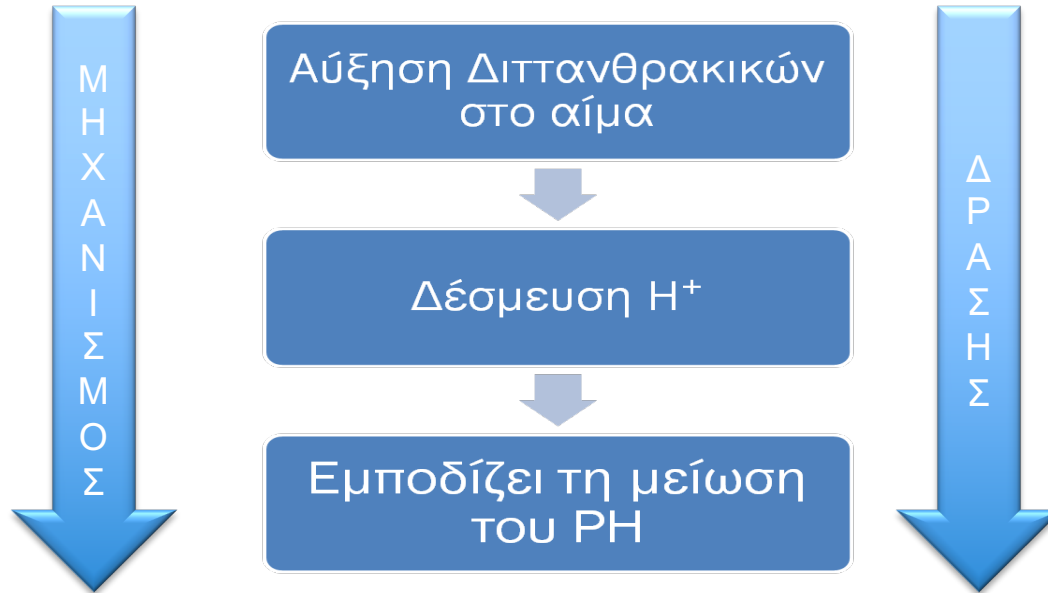 ΜΗΧΑΝΙΣΜΟΣ
Αύξηση Διττανθρακικών
στο αίμα
Δέσμευση Η⁺
Εμποδίζει τη μείωση
του PH
ΔΡΑΣΗΣ